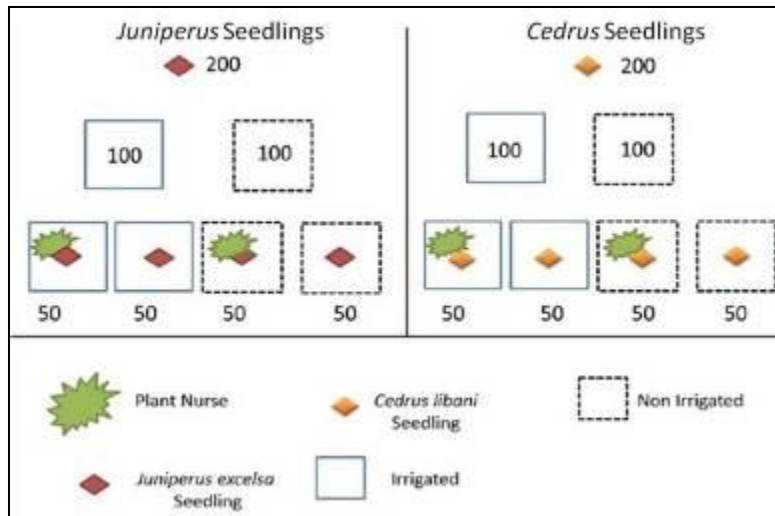 Juniperus Seedlings
200
100
100
50
50
50
50
Cedrus Seedlings
200
100
100
50
50
50
50
Plant Nurse
Cedrus libani
Seedling
Non Irrigated
Juniperus excelsa
Seedling
Irrigated